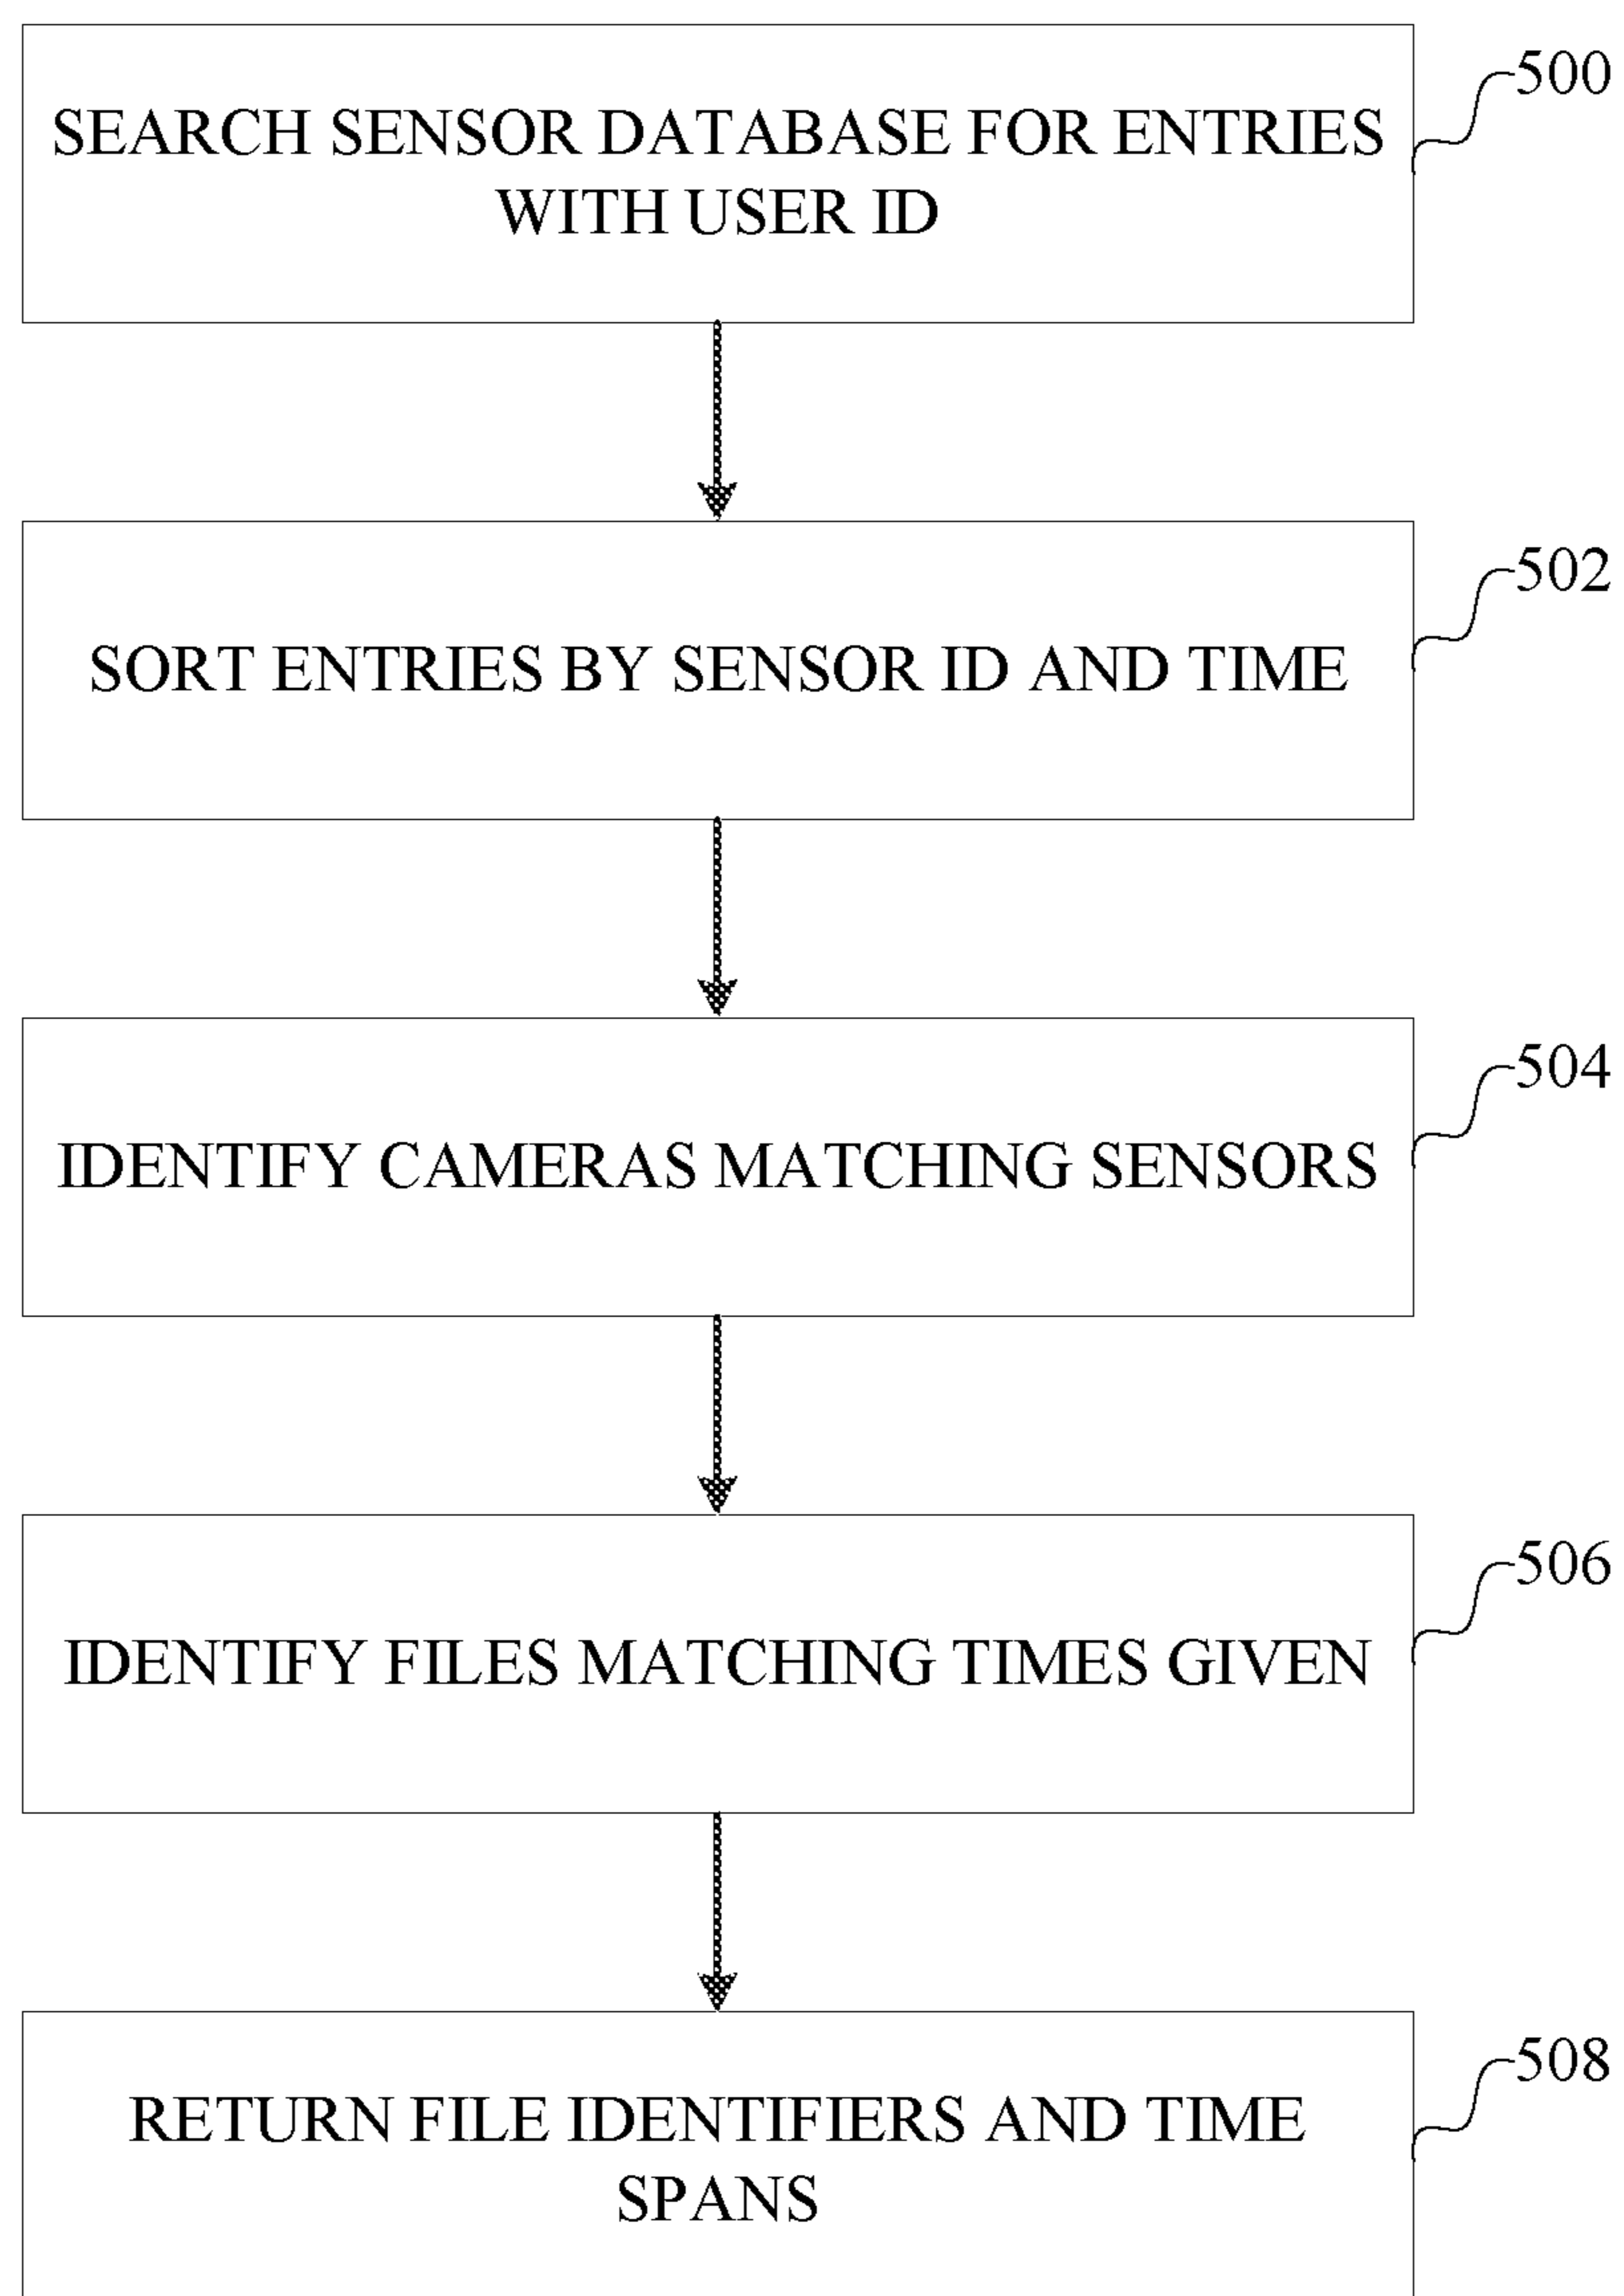 500
SEARCH SENSOR DATABASE FOR ENTRIES
WITH USER ID
502
SORT ENTRIES BY SENSOR ID AND TIME
504
IDENTIFY CAMERAS MATCHING SENSORS
506
IDENTIFY FILES MATCHING TIMES GIVEN
508
RETURN FILE IDENTIFIERS AND TIME
SPANS